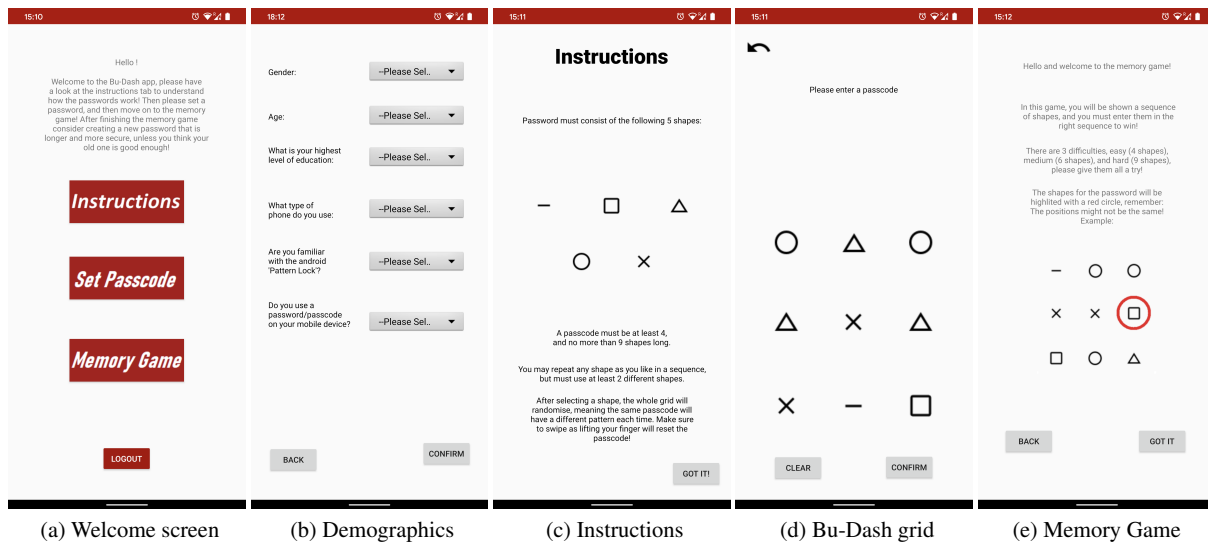 15:10
Hello !
Welcome to the Bu-Dash app, please have
a look at the instructions tab to understand
how the passwords work! Then please set a
password, and then move on to the memory
game! After finishing the memory game
consider creating a new password that is
longer and more secure, unless you think your
old one is good enough!
Instructions
Set Passcode
Memory Game
LOGOUT
(a) Welcome screen
18:12
Gender:
--Please Sel..
Age:
--Please Sel..
What is your highest
level of education:
--Please Sel..
What type of
phone do you use:
--Please Sel..
Are you familiar
with the android
'Pattern Lock'?
--Please Sel..
Do you use a
password/passcode
on your mobile device?
--Please Sel..
BACK
CONFIRM
(b) Demographics
15:11
Instructions
Password must consist of the following 5 shapes:
A passcode must be at least 4,
and no more than 9 shapes long.
You may repeat any shape as you like in a sequence,
but must use at least 2 different shapes.
After selecting a shape, the whole grid will
randomise, meaning the same passcode will
have a different pattern each time. Make sure
to swipe as lifting your finger will reset the
passcode!
GOT IT!
(c) Instructions
15:11
Please enter a passcode
CLEAR
CONFIRM
(d) Bu-Dash grid
15:12
Hello and welcome to the memory game!
In this game, you will be shown a sequence
of shapes, and you must enter them in the
right sequence to win!
There are 3 difficulties, easy (4 shapes),
medium (6 shapes), and hard (9 shapes),
please give them all a try!
The shapes for the password will be
highlited with a red circle, remember:
The positions might not be the same!
Example:
BACK
GOT IT
(e) Memory Game